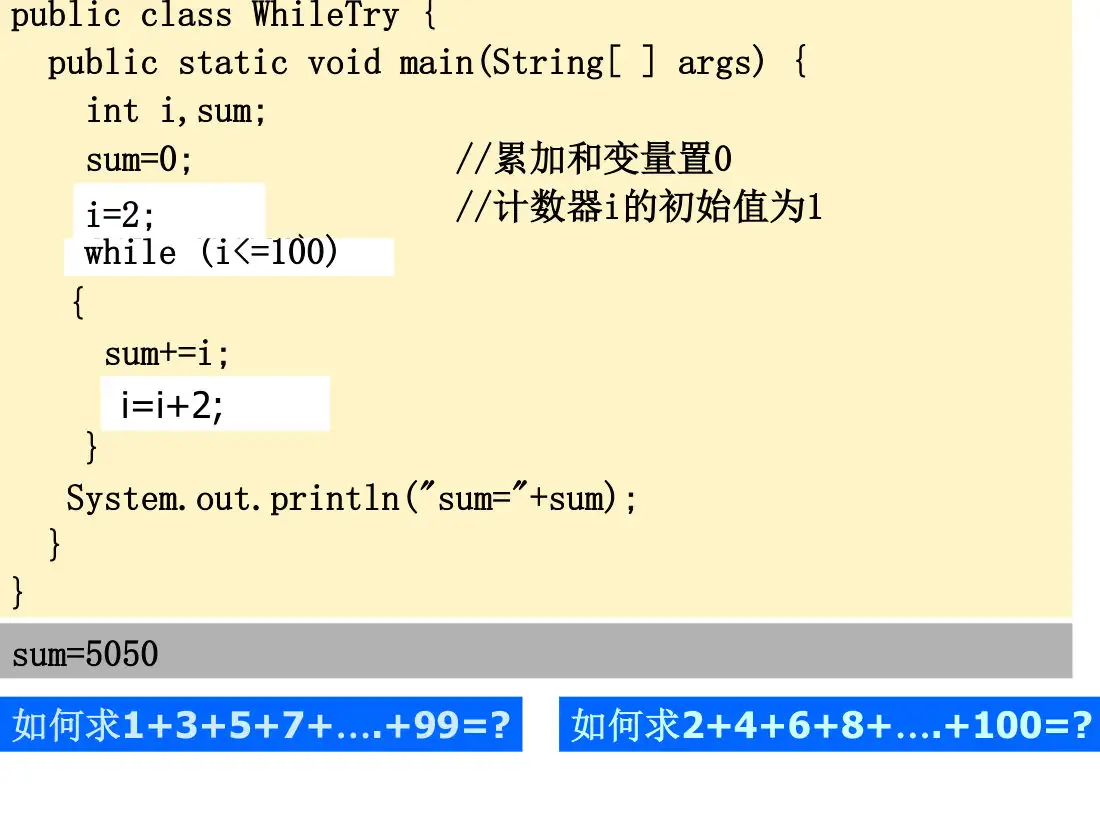 public class WhileTry {
public static void main(String[ ] args) {
int i,sum;
sum=0; //累加和变量置0
i=2; //计数器i的初始值为1
while (i<=100)
{
sum+=i;
i=i+2;
}
System.out.println("sum="+sum);
}
}
sum=5050
如何求1+3+5+7+….+99=? 如何求2+4+6+8+….+100=?